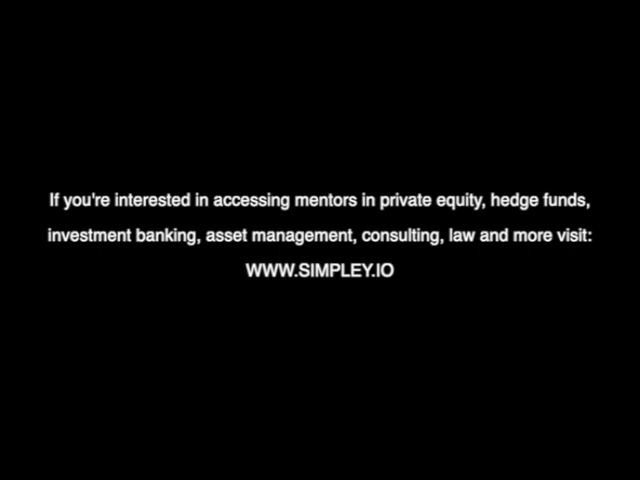 If you're interested in accessing mentors in private equity, hedge funds,
investment banking, asset management, consulting, law and more visit:
WWW.SIMPLEY.IO